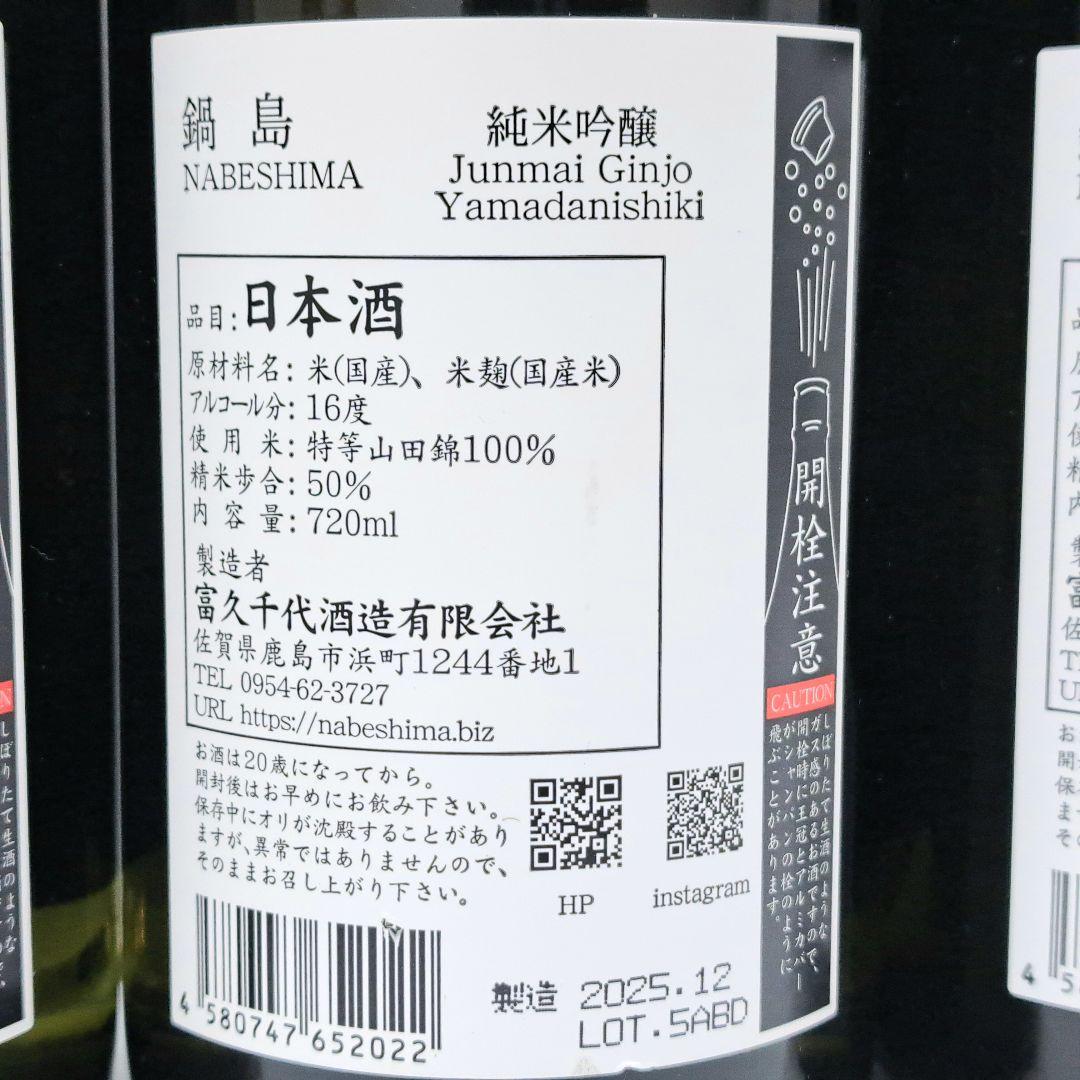 鍋島
NABESHIMA
純米吟醸
Junmai Ginjo
Yamadanishiki
品目:日本酒
原材料名:米(国産)、米麹(国産米)
アルコール分:16度
使用米:特等山田錦100%
精米歩合:50%
内容量:720ml
製造者
富久千代酒造有限会社
佐賀県鹿島市浜町1244番地1
TEL 0954-62-3727
URL https://nabeshima.biz
お酒は20歳になってから。
開封後はお早めにお飲み下さい。
保存中にオリが沈殿することがあり
ますが、異常ではありませんので、
そのままお召し上がり下さい。
HP
instagram
4 580747 652022
製造 2025.12
LOT.5ABD
開栓注意
CAUTION
しぼりたて生酒のような
ガス感のあるお酒ですので、
開栓時に王冠とアルミカバー
がシャンパンの栓のように
飛ぶことがあります。